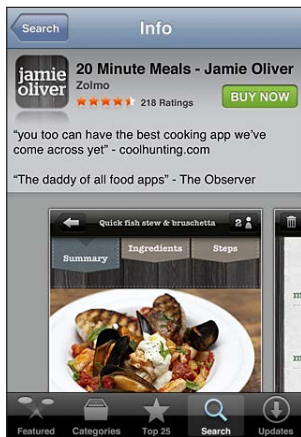 Search
Info
jamie
oliver
20 Minute Meals - Jamie Oliver
Zolmo
218 Ratings
BUY NOW
“you too can have the best cooking app we’ve
come across yet” - coolhunting.com
“The daddy of all food apps” - The Observer
Quick fish stew & bruschetta
2
Summary
Ingredients
Steps
Featured
Categories
Top 25
Search
Updates